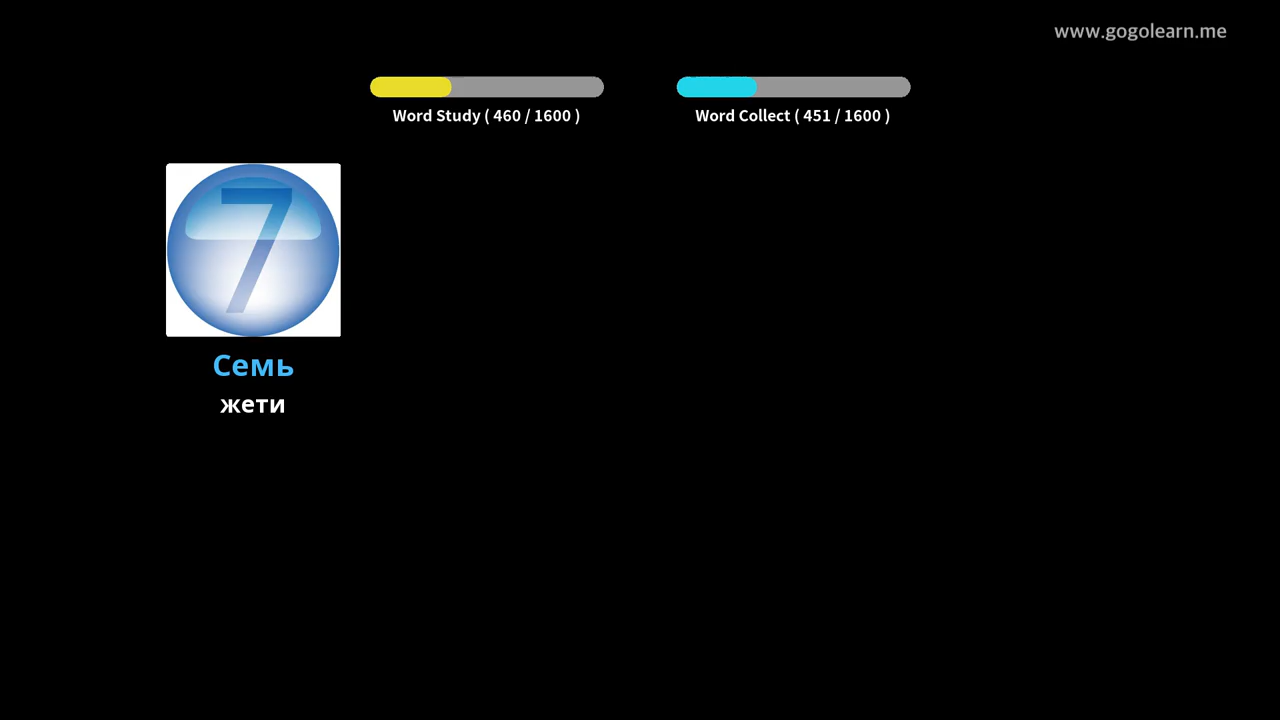 www.gogolearn.me
Word Study ( 460 / 1600 )
Word Collect ( 451 / 1600 )
7
Семь
жети